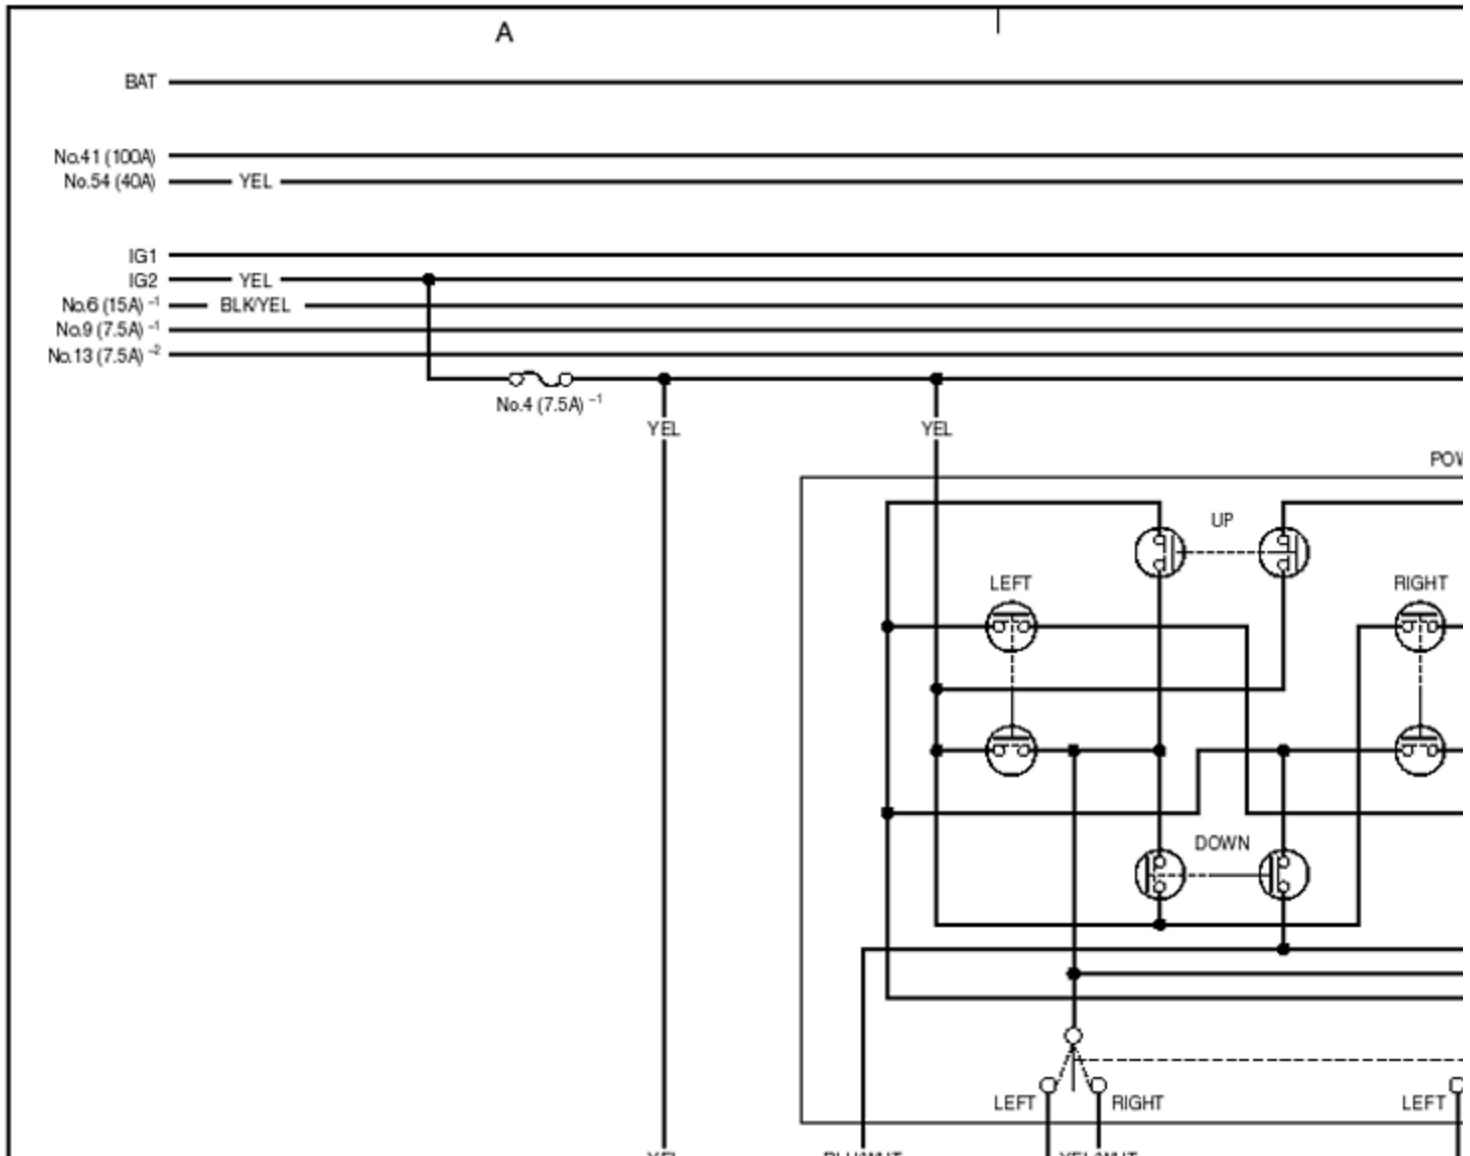 A
BAT
No.41 (100A)
No.54 (40A) YEL
IG1
IG2 YEL
No.6 (15A) -1 BLK/YEL
No.9 (7.5A) -1
No.13 (7.5A) -2
No.4 (7.5A) -1
YEL YEL
UP
LEFT RIGHT
DOWN
LEFT RIGHT LEFT